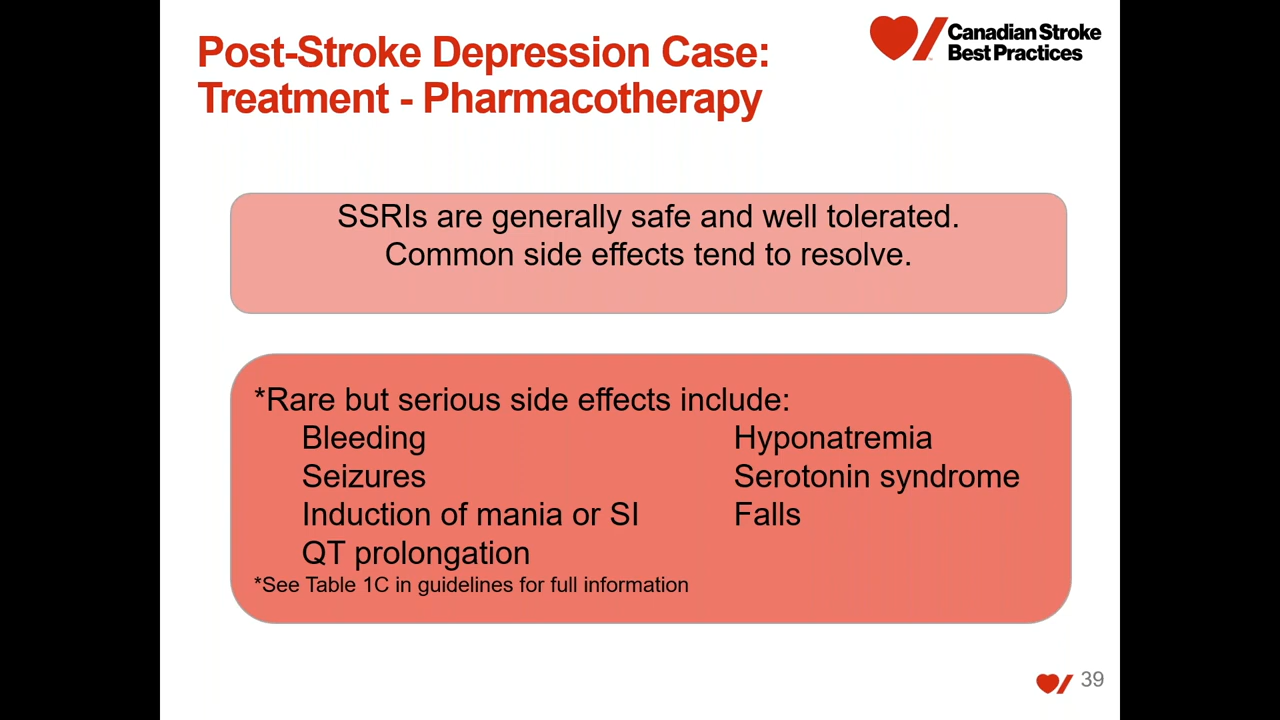 Post-Stroke Depression Case:
Treatment - Pharmacotherapy
Canadian Stroke
Best Practices
SSRIs are generally safe and well tolerated.
Common side effects tend to resolve.
*Rare but serious side effects include:
Bleeding
Seizures
Induction of mania or SI
QT prolongation
Hyponatremia
Serotonin syndrome
Falls
*See Table 1C in guidelines for full information
39